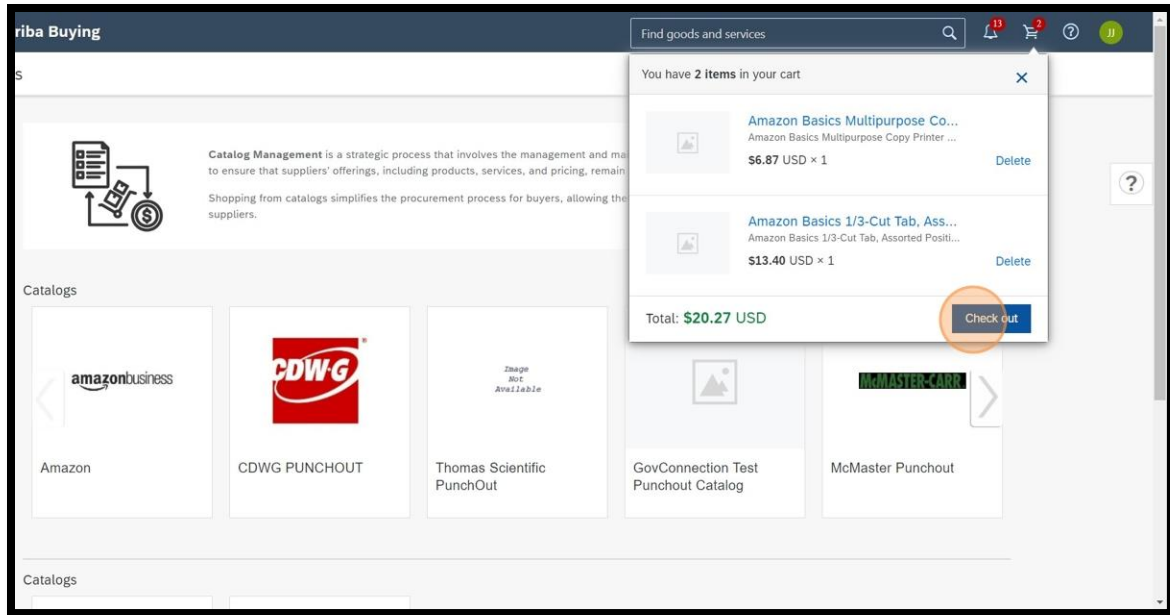 riba Buying
Find goods and services
13
2
JJ
s
You have 2 items in your cart
Amazon Basics Multipurpose Co...
Amazon Basics Multipurpose Copy Printer ...
$6.87 USD × 1
Delete
Amazon Basics 1/3-Cut Tab, Ass...
Amazon Basics 1/3-Cut Tab, Assorted Positi...
$13.40 USD × 1
Delete
Total: $20.27 USD
Check out
?
Catalog Management is a strategic process that involves the management and ma
to ensure that suppliers' offerings, including products, services, and pricing, remain
Shopping from catalogs simplifies the procurement process for buyers, allowing the
suppliers.
Catalogs
amazonbusiness
CDW·G
Image
Not
Available
McMASTER-CARR
Amazon
CDWG PUNCHOUT
Thomas Scientific
PunchOut
GovConnection Test
Punchout Catalog
McMaster Punchout
Catalogs